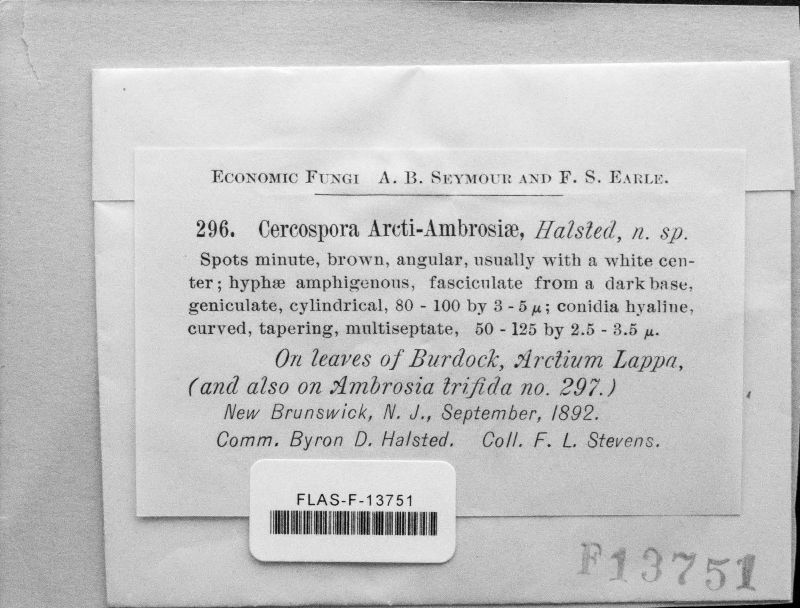 Economic Fungi A. B. Seymour and F. S. Earle.
296. Cercospora Arcti-Ambrosiæ, Halsted, n. sp.
Spots minute, brown, angular, usually with a white cen-
ter; hyphæ amphigenous, fasciculate from a dark base,
geniculate, cylindrical, 80 - 100 by 3 - 5 µ; conidia hyaline,
curved, tapering, multiseptate, 50 - 125 by 2.5 - 3.5 µ.
On leaves of Burdock, Arctium Lappa,
(and also on Ambrosia trifida no. 297.)
New Brunswick, N. J., September, 1892.
Comm. Byron D. Halsted. Coll. F. L. Stevens.
FLAS-F-13751
F13751